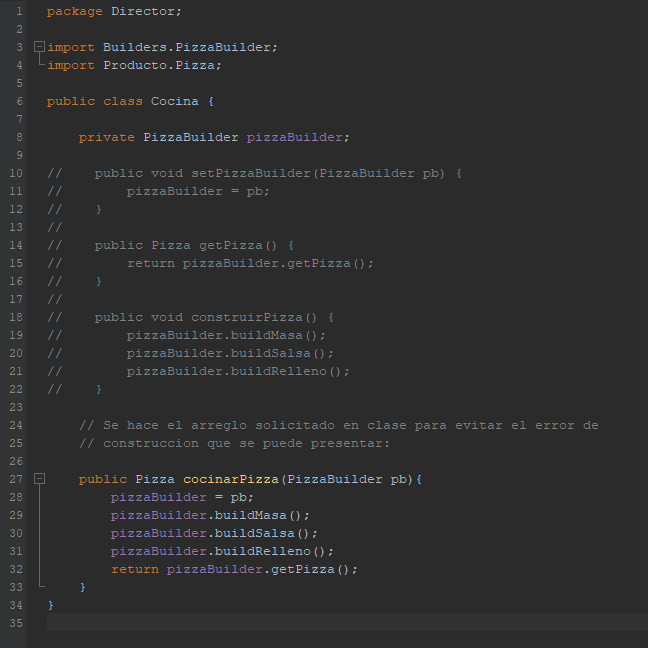 1 package Director;
2
3 import Builders.PizzaBuilder;
4 import Producto.Pizza;
5
6 public class Cocina {
7
8     private PizzaBuilder pizzaBuilder;
9
10 //    public void setPizzaBuilder(PizzaBuilder pb) {
11 //        pizzaBuilder = pb;
12 //    }
13 //
14 //    public Pizza getPizza() {
15 //        return pizzaBuilder.getPizza();
16 //    }
17 //
18 //    public void construirPizza() {
19 //        pizzaBuilder.buildMasa();
20 //        pizzaBuilder.buildSalsa();
21 //        pizzaBuilder.buildRelleno();
22 //    }
23
24     // Se hace el arreglo solicitado en clase para evitar el error de
25     // construccion que se puede presentar:
26
27     public Pizza cocinarPizza(PizzaBuilder pb){
28         pizzaBuilder = pb;
29         pizzaBuilder.buildMasa();
30         pizzaBuilder.buildSalsa();
31         pizzaBuilder.buildRelleno();
32         return pizzaBuilder.getPizza();
33     }
34 }
35